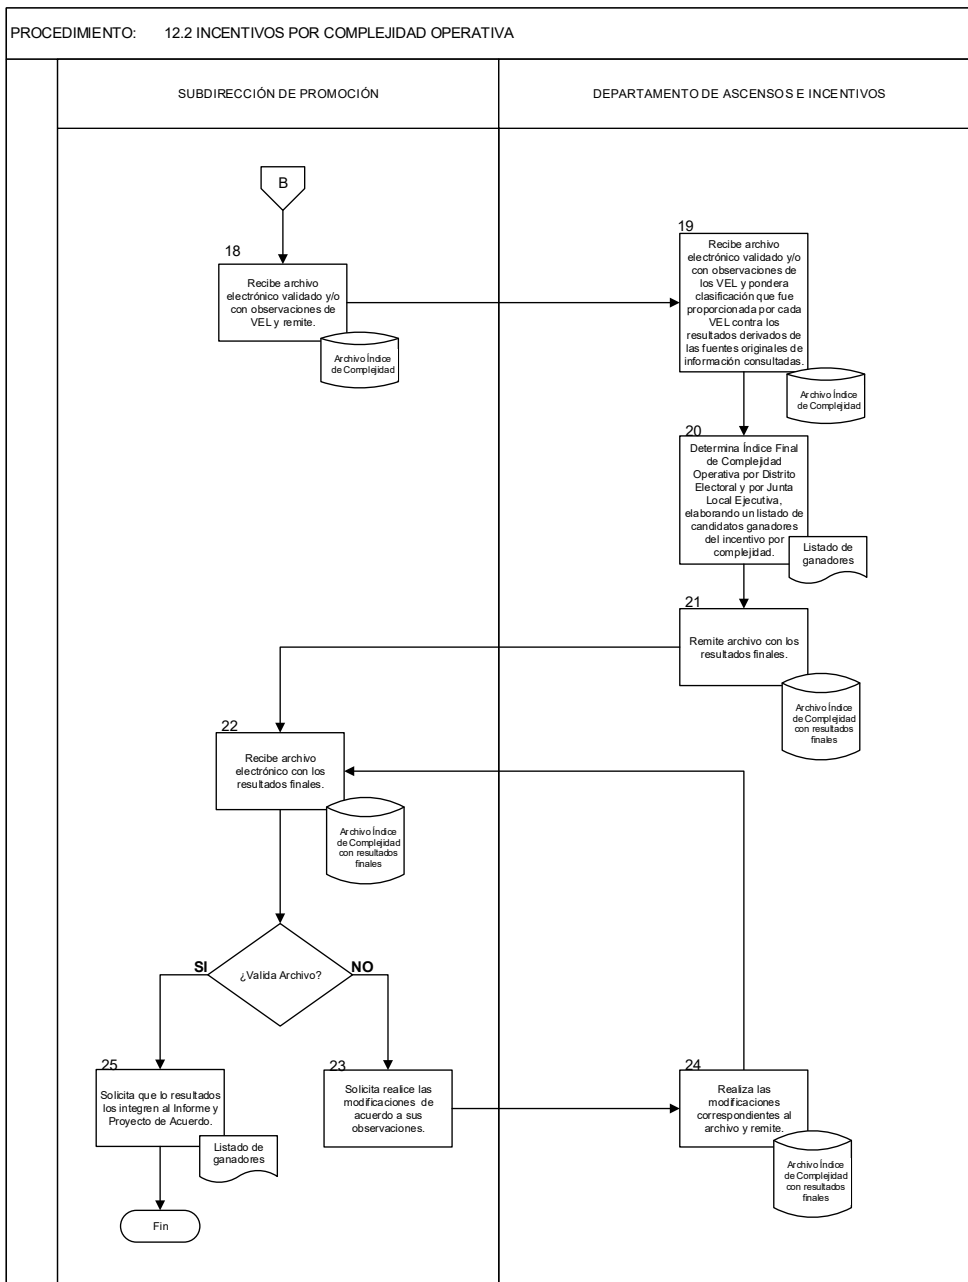 PROCEDIMIENTO: 12.2 INCENTIVOS POR COMPLEJIDAD OPERATIVA
SUBDIRECCIÓN DE PROMOCIÓN
DEPARTAMENTO DE ASCENSOS E INCENTIVOS
B
18
Recibe archivo
electrónico validado y/o
con observaciones de
VEL y remite.
Archivo Índice
de Complejidad
19
Recibe archivo
electrónico validado y/o
con observaciones de
los VEL y pondera
clasificación que fue
proporcionada por cada
VEL contra los
resultados derivados de
las fuentes originales de
información consultadas.
Archivo Índice
de Complejidad
20
Determina Índice Final
de Complejidad
Operativa por Distrito
Electoral y por Junta
Local Ejecutiva,
elaborando un listado de
candidatos ganadores
del incentivo por
complejidad.
Listado de
ganadores
21
Remite archivo con los
resultados finales.
Archivo Índice
de Complejidad
con resultados
finales
22
Recibe archivo
electrónico con los
resultados finales.
Archivo Índice
de Complejidad
con resultados
finales
¿Valida Archivo?
SI
NO
25
Solicita que lo resultados
los integren al Informe y
Proyecto de Acuerdo.
Listado de
ganadores
23
Solicita realice las
modificaciones de
acuerdo a sus
observaciones.
24
Realiza las
modificaciones
correspondientes al
archivo y remite.
Archivo Índice
de Complejidad
con resultados
finales
Fin